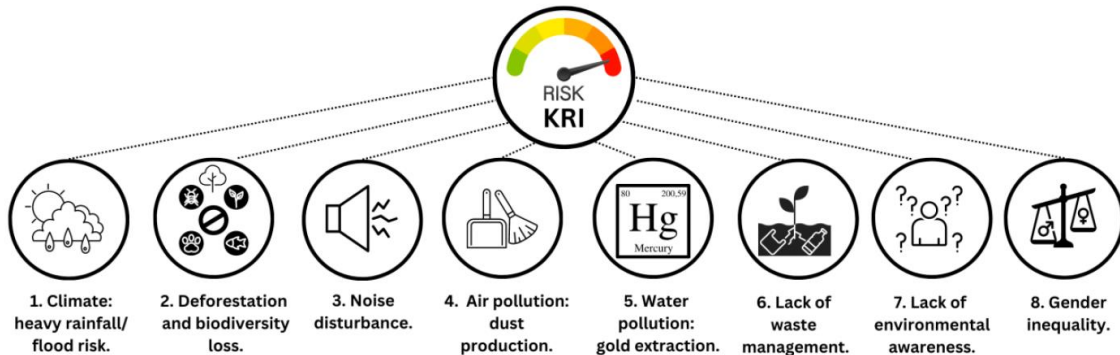 RISK
KRI
80 200,59
Hg
Mercury
? ? ? ? ? ?
1. Climate:
heavy rainfall/
flood risk.
2. Deforestation
and biodiversity
loss.
3. Noise
disturbance.
4. Air pollution:
dust
production.
5. Water
pollution:
gold extraction.
6. Lack of
waste
management.
7. Lack of
environmental
awareness.
8. Gender
inequality.